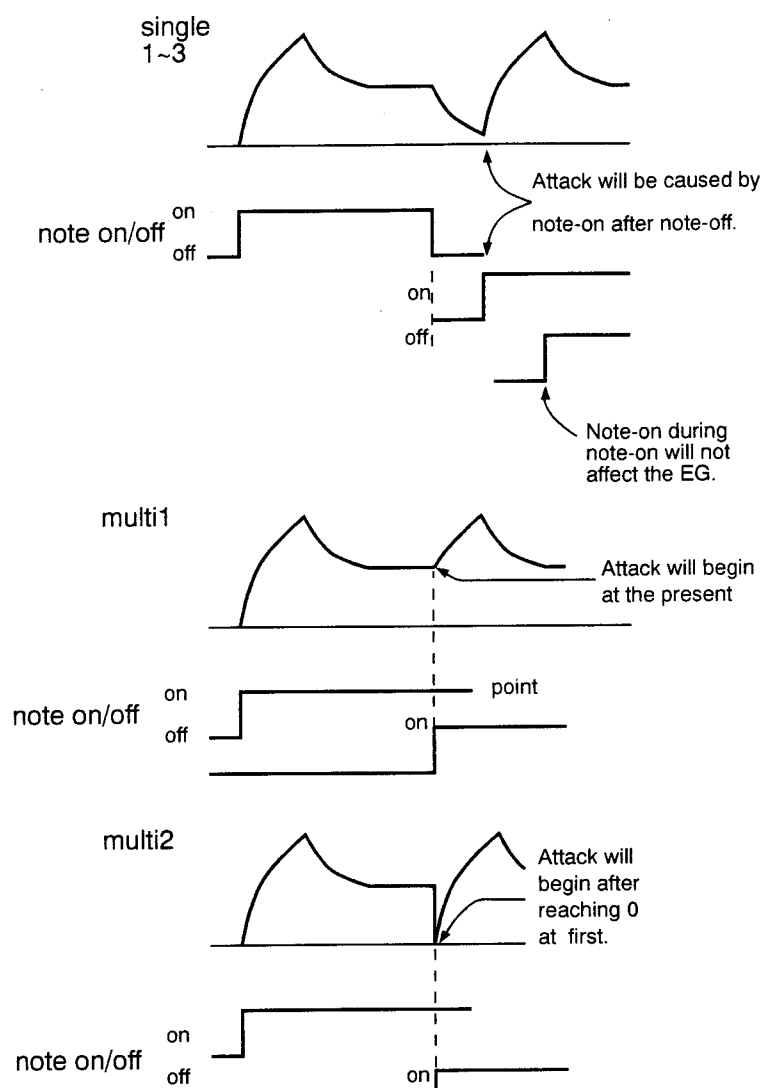 single
1~3
Attack will be caused by
note-on after note-off.
on
note on/off
off
on
off
Note-on during
note-on will not
affect the EG.
multi1
Attack will begin
at the present
on
point
note on/off
off
on
multi2
Attack will
begin after
reaching 0
at first.
on
note on/off
off
on